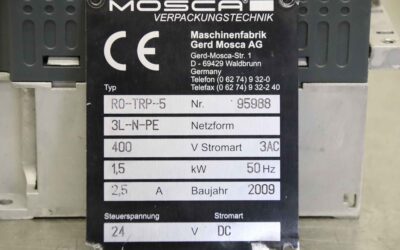 MOSCA
VERPACKUNGSTECHNIK
Maschinenfabrik
Gerd Mosca AG
Gerd-Mosca-Str. 1
D - 69429 Waldbrunn
Germany
Telefon (0 62 74) 9 32-0
Telefax (0 62 74) 9 32-2 40
Typ RO-TRP-5 Nr. 95988
3L-N-PE Netzform
400 V Stromart 3AC
1,5 kW 50 Hz
2,5 A Baujahr 2009
Steuerspannung Stromart
24 V DC